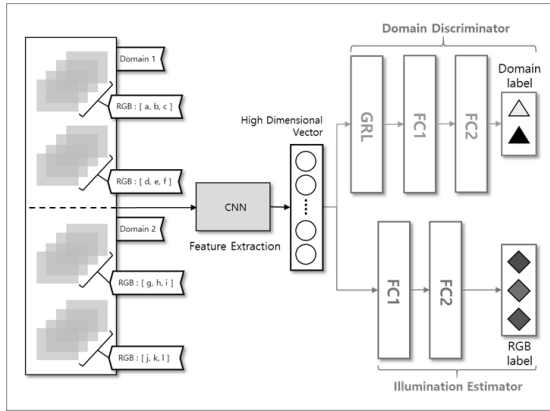 Domain 1
RGB : [ a, b, c ]
RGB : [ d, e, f ]
Domain 2
RGB : [ g, h, i ]
RGB : [ j, k, l ]
CNN
Feature Extraction
High Dimensional
Vector
Domain Discriminator
GRL
FC1
FC2
Domain
label
FC1
FC2
RGB
label
Illumination Estimator